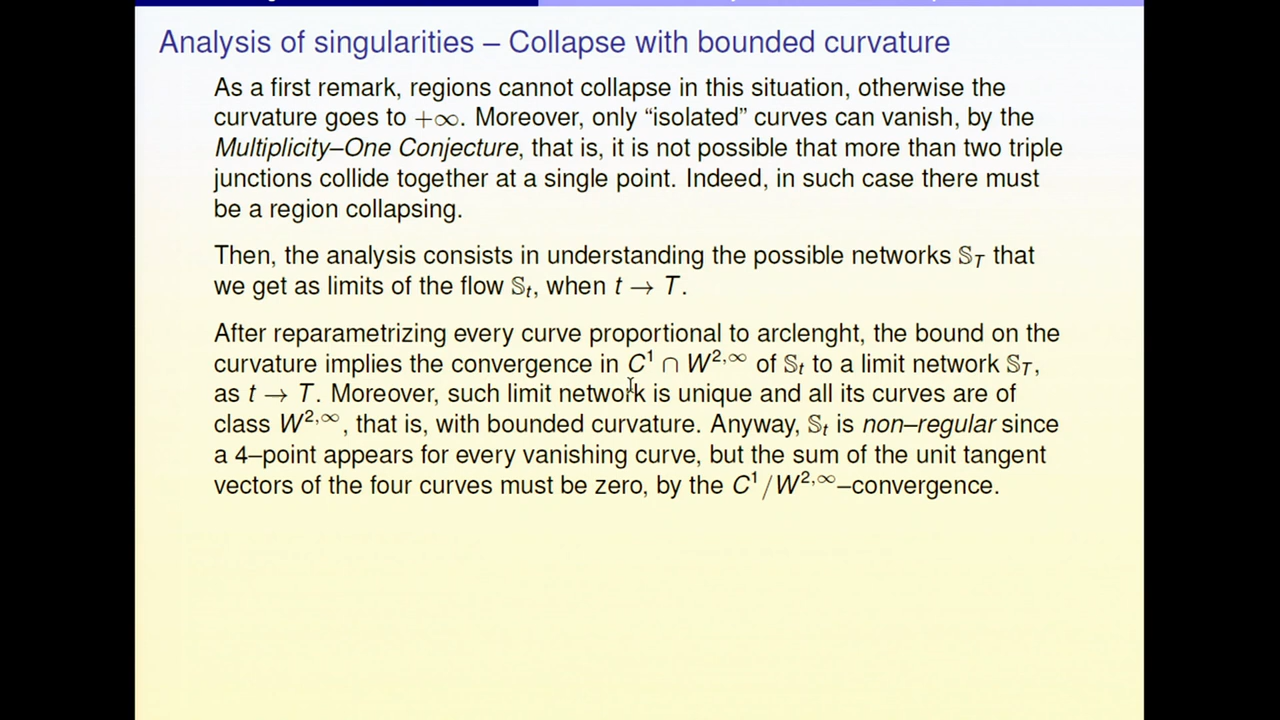 Analysis of singularities – Collapse with bounded curvature
As a first remark, regions cannot collapse in this situation, otherwise the
curvature goes to +∞. Moreover, only “isolated” curves can vanish, by the
Multiplicity–One Conjecture, that is, it is not possible that more than two triple
junctions collide together at a single point. Indeed, in such case there must
be a region collapsing.
Then, the analysis consists in understanding the possible networks 𝕊_T that
we get as limits of the flow 𝕊_t, when t → T.
After reparametrizing every curve proportional to arclenght, the bound on the
curvature implies the convergence in C¹ ∩ W²,∞ of 𝕊_t to a limit network 𝕊_T,
as t → T. Moreover, such limit network is unique and all its curves are of
class W²,∞, that is, with bounded curvature. Anyway, 𝕊_t is non–regular since
a 4–point appears for every vanishing curve, but the sum of the unit tangent
vectors of the four curves must be zero, by the C¹/W²,∞–convergence.